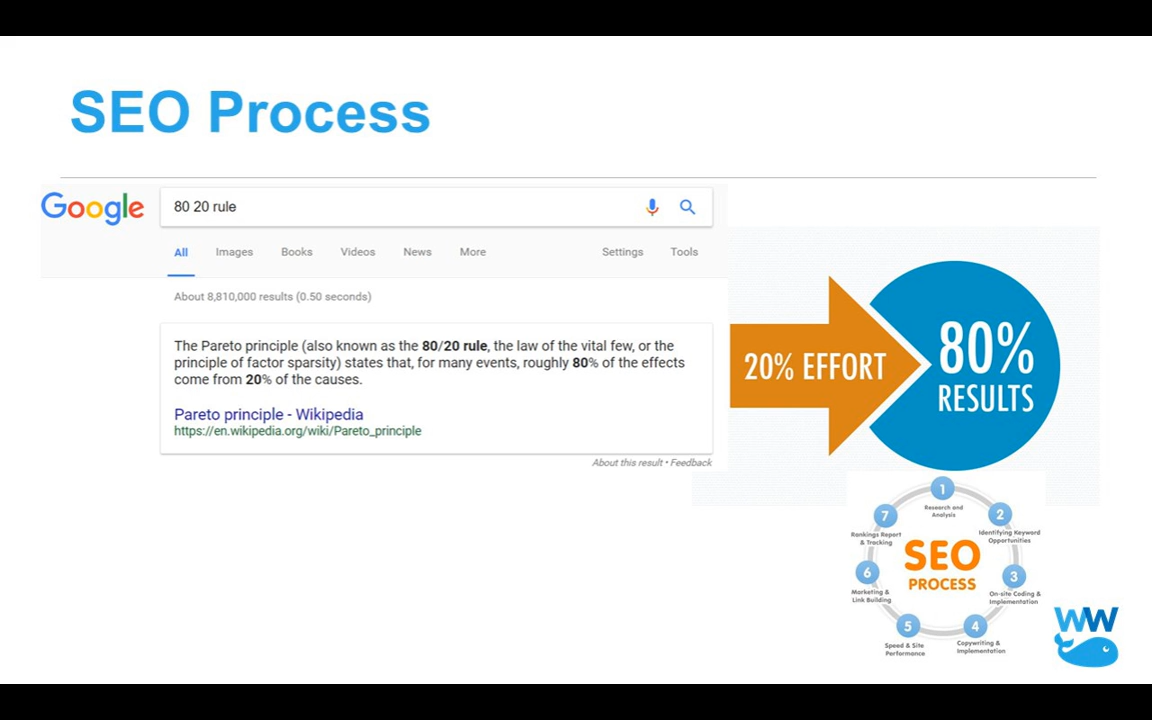 SEO Process
Google
80 20 rule
All Images Books Videos News More Settings Tools
About 8,810,000 results (0.50 seconds)
The Pareto principle (also known as the 80/20 rule, the law of the vital few, or the
principle of factor sparsity) states that, for many events, roughly 80% of the effects
come from 20% of the causes.
Pareto principle - Wikipedia
https://en.wikipedia.org/wiki/Pareto_principle
About this result • Feedback
20% EFFORT
80%
RESULTS
1
Research and
Analysis
2
Identifying Keyword
Opportunities
3
On-site Coding &
Implementation
4
Copywriting &
Implementation
5
Speed & Site
Performance
6
Marketing &
Link Building
7
Rankings Report
& Tracking
SEO
PROCESS
WW